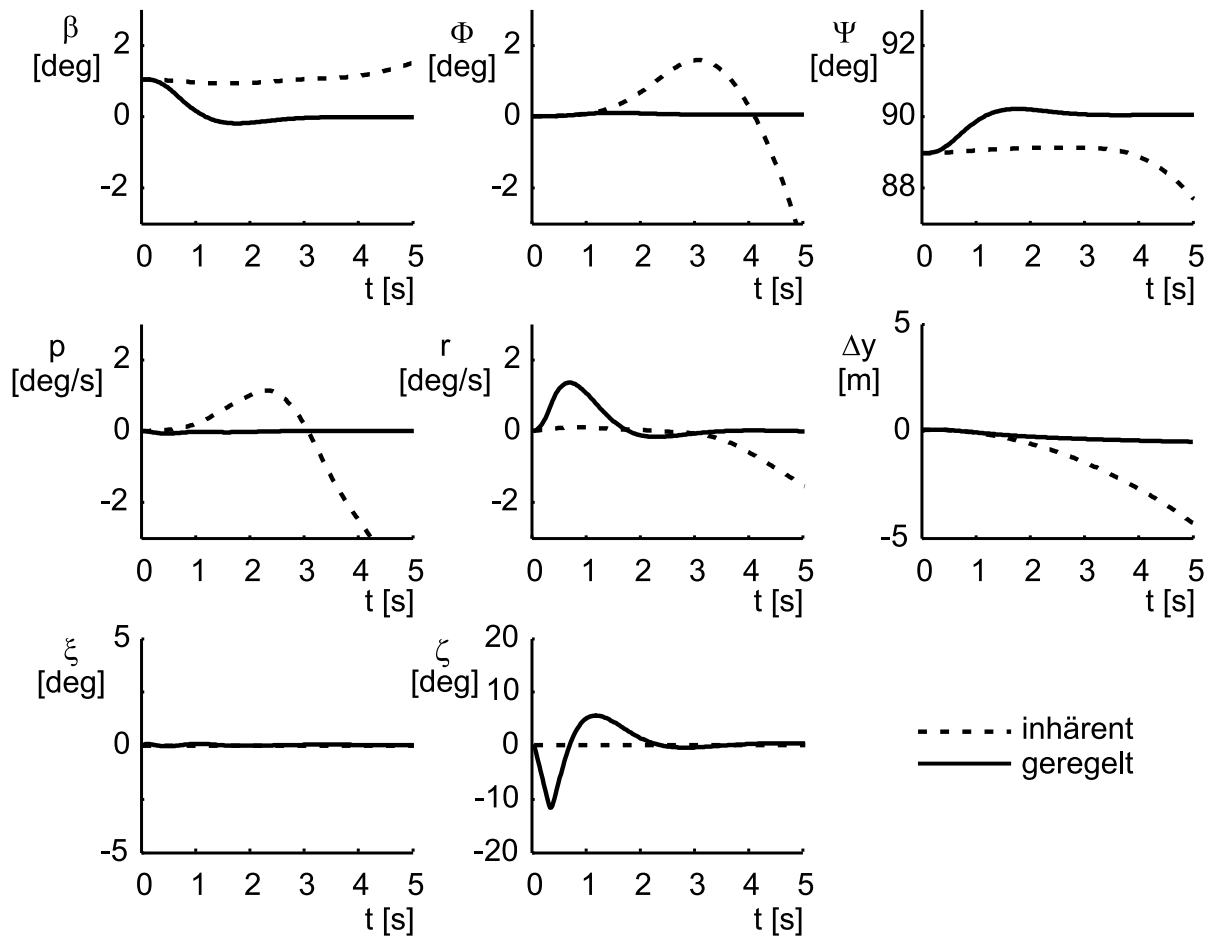 β
[deg]
2
0
-2
0 1 2 3 4 5
t [s]
Φ
[deg]
2
0
-2
0 1 2 3 4 5
t [s]
Ψ
[deg]
92
90
88
0 1 2 3 4 5
t [s]
p
[deg/s]
2
0
-2
0 1 2 3 4 5
t [s]
r
[deg/s]
2
0
-2
0 1 2 3 4 5
t [s]
Δy
[m]
5
0
-5
0 1 2 3 4 5
t [s]
ξ
[deg]
5
0
-5
0 1 2 3 4 5
t [s]
ζ
[deg]
20
10
0
-10
-20
0 1 2 3 4 5
t [s]
inhärent
geregelt